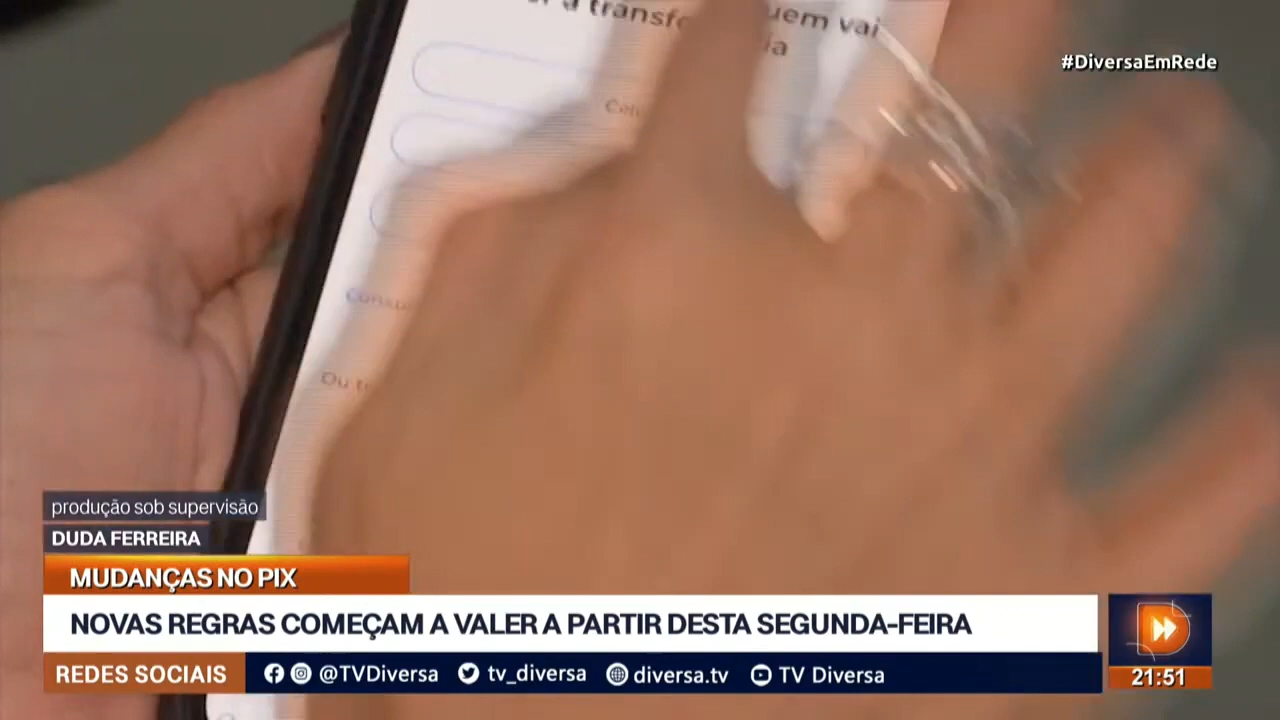 #DiversaEmRede
produção sob supervisão
DUDA FERREIRA
MUDANÇAS NO PIX
NOVAS REGRAS COMEÇAM A VALER A PARTIR DESTA SEGUNDA-FEIRA
REDES SOCIAIS @TVDiversa tv_diversa diversa.tv TV Diversa
21:51